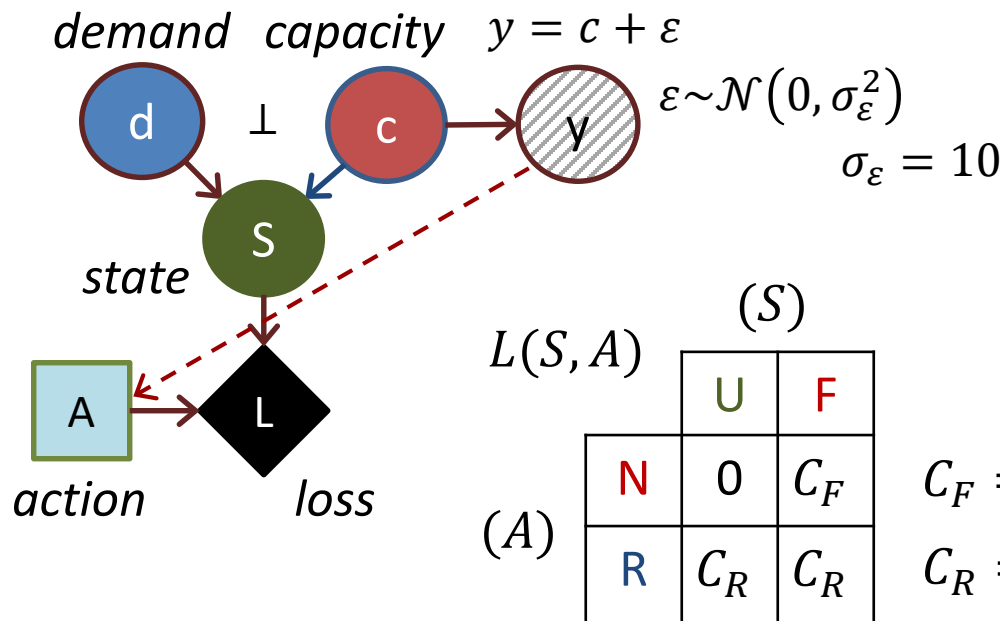 demand capacity y = c + ε
d ⊥ c y ε~𝒩(0, σ_ε^2)
σ_ε = 10
S
state
(S)
L(S, A)
U F
A L
N 0 C_F C_F =
action loss
(A)
R C_R C_R C_R =